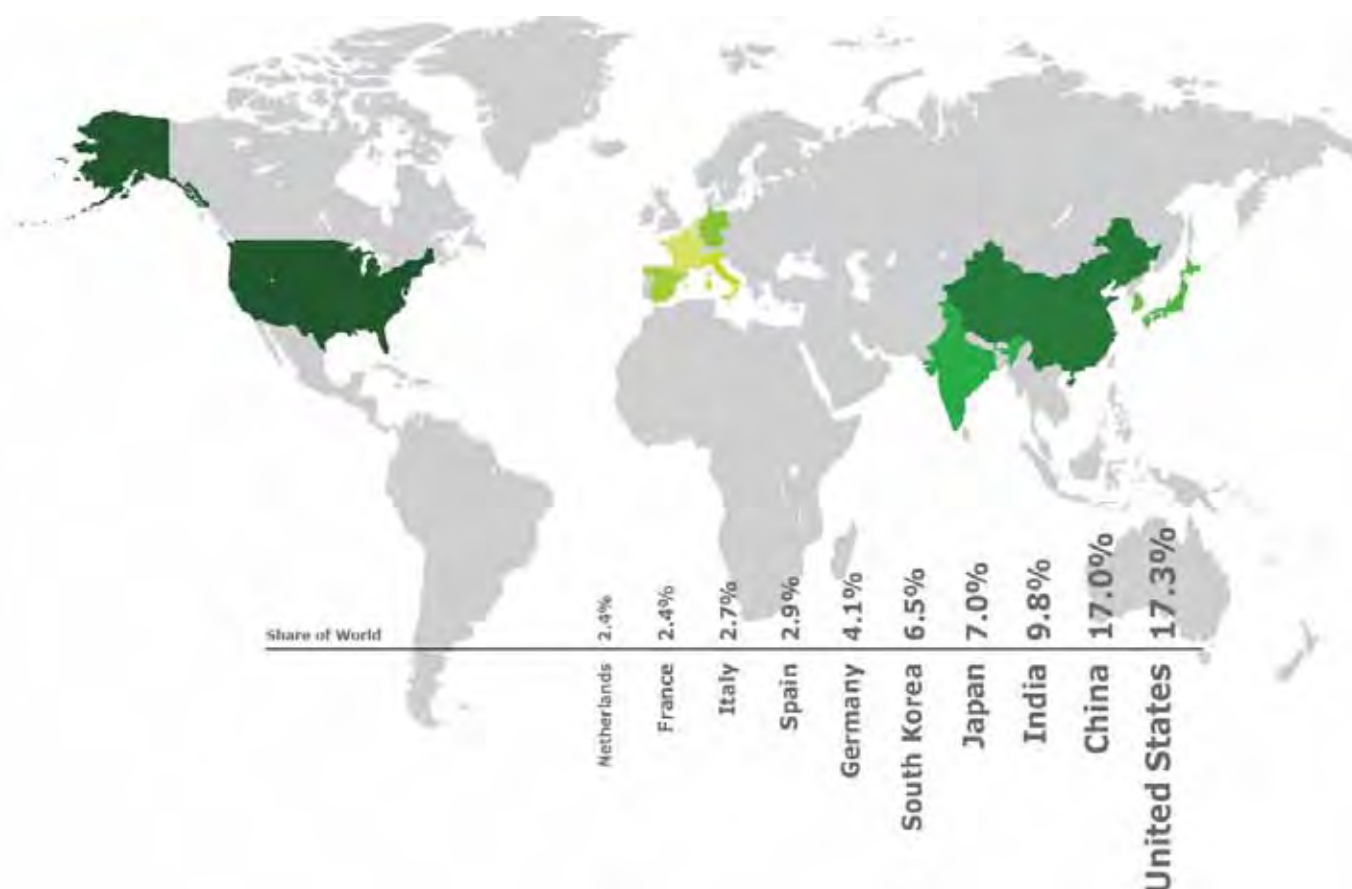 Share of World
Netherlands 2.4%
France 2.4%
Italy 2.7%
Spain 2.9%
Germany 4.1%
South Korea 6.5%
Japan 7.0%
India 9.8%
China 17.0%
United States 17.3%